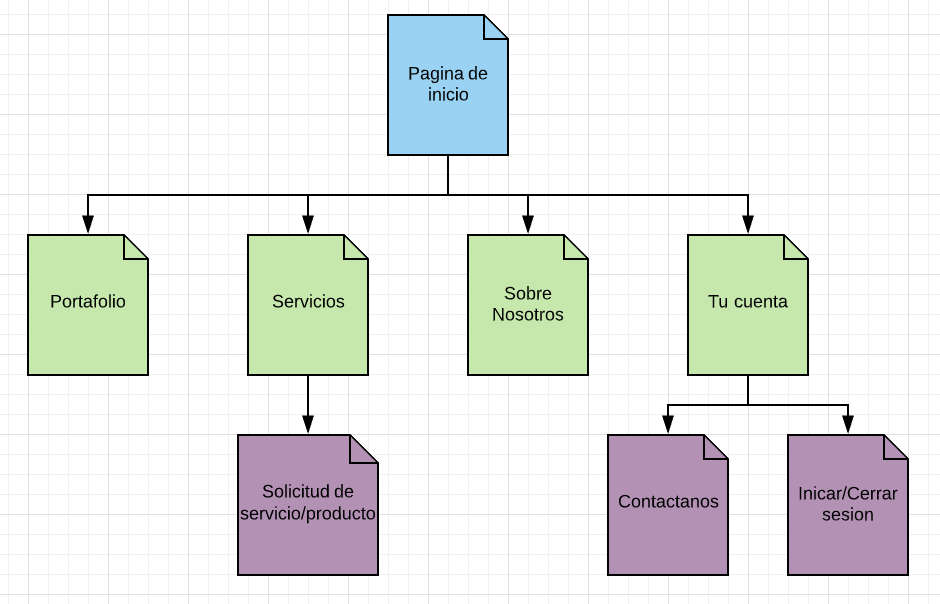 Pagina de
inicio
Portafolio
Servicios
Sobre
Nosotros
Tu cuenta
Solicitud de
servicio/producto
Contactanos
Inicar/Cerrar
sesion